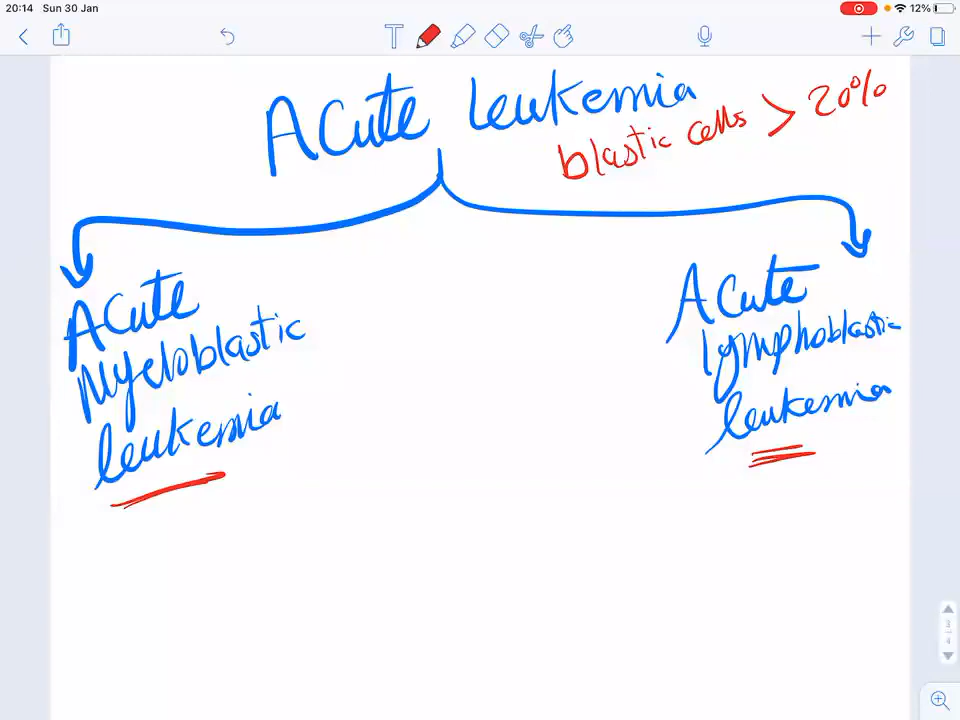 20:14 Sun 30 Jan
12%
T
Acute leukemia
blastic cells > 20%
Acute
Myeloblastic
leukemia
Acute
lymphoblastic
leukemia